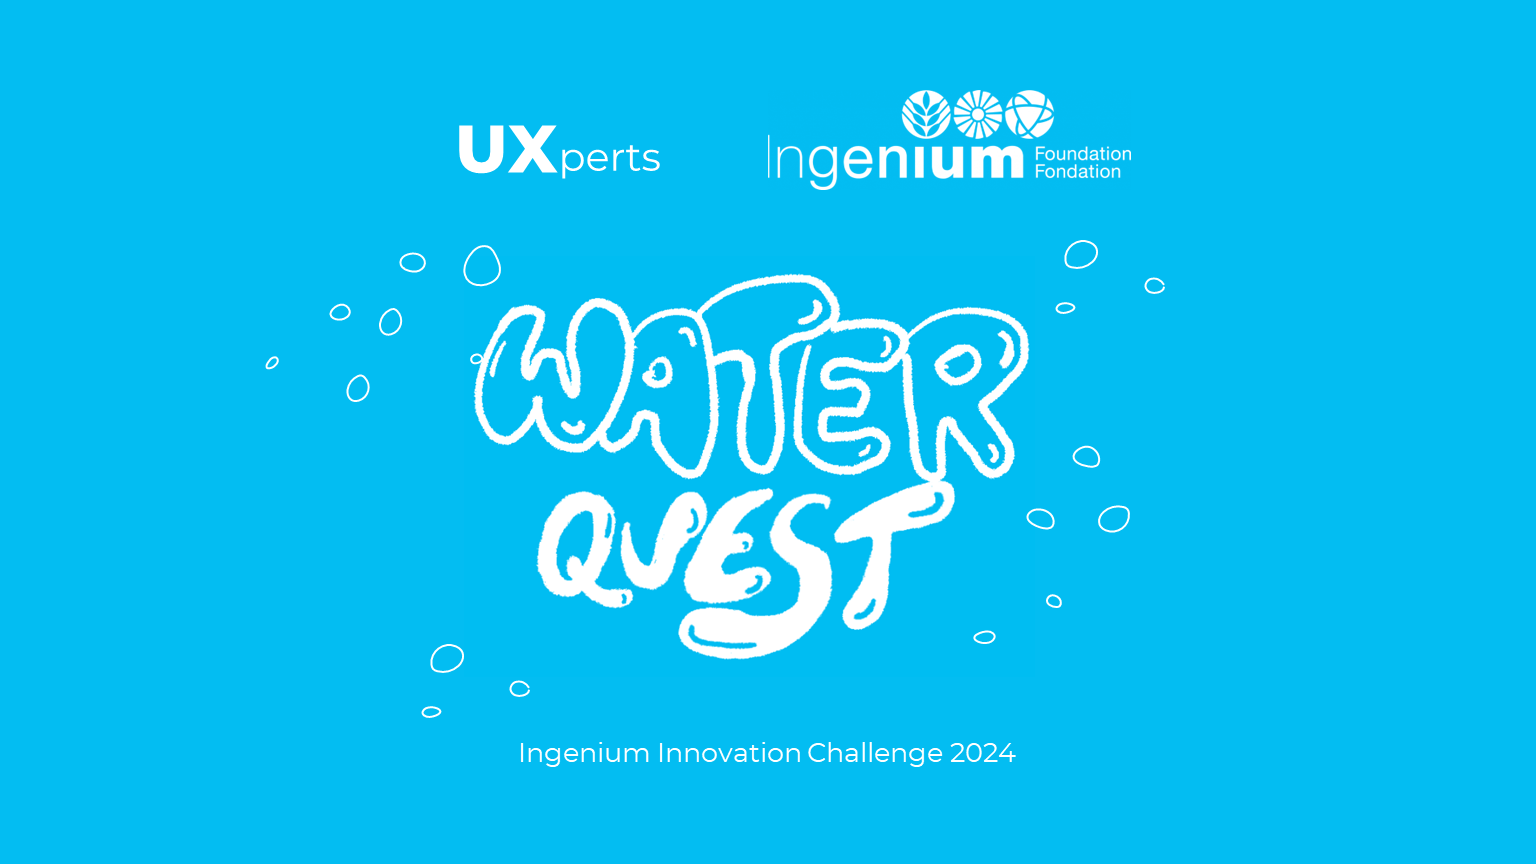 UXperts
Ingenium Foundation
Fondation
WATER
QUEST
Ingenium Innovation Challenge 2024